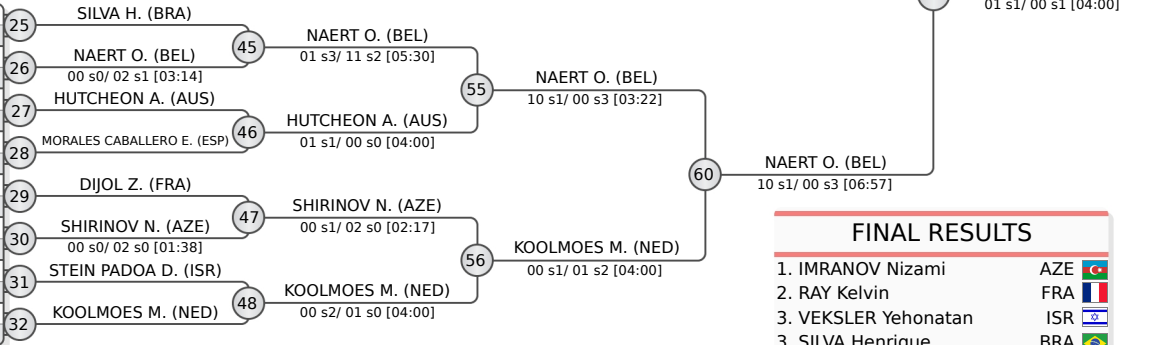 01 s1/ 00 s1 [04:00]
25 SILVA H. (BRA)
26 NAERT O. (BEL)
00 s0/ 02 s1 [03:14]
45 NAERT O. (BEL)
01 s3/ 11 s2 [05:30]
27 HUTCHEON A. (AUS)
28 MORALES CABALLERO E. (ESP)
46 HUTCHEON A. (AUS)
01 s1/ 00 s0 [04:00]
55 NAERT O. (BEL)
10 s1/ 00 s3 [03:22]
29 DIJOL Z. (FRA)
30 SHIRINOV N. (AZE)
00 s0/ 02 s0 [01:38]
47 SHIRINOV N. (AZE)
00 s1/ 02 s0 [02:17]
31 STEIN PADOA D. (ISR)
32 KOOLMOES M. (NED)
48 KOOLMOES M. (NED)
00 s2/ 01 s0 [04:00]
56 KOOLMOES M. (NED)
00 s1/ 01 s2 [04:00]
60 NAERT O. (BEL)
10 s1/ 00 s3 [06:57]
FINAL RESULTS
1. IMRANOV Nizami AZE
2. RAY Kelvin FRA
3. VEKSLER Yehonatan ISR
3. SILVA Henrique BRA